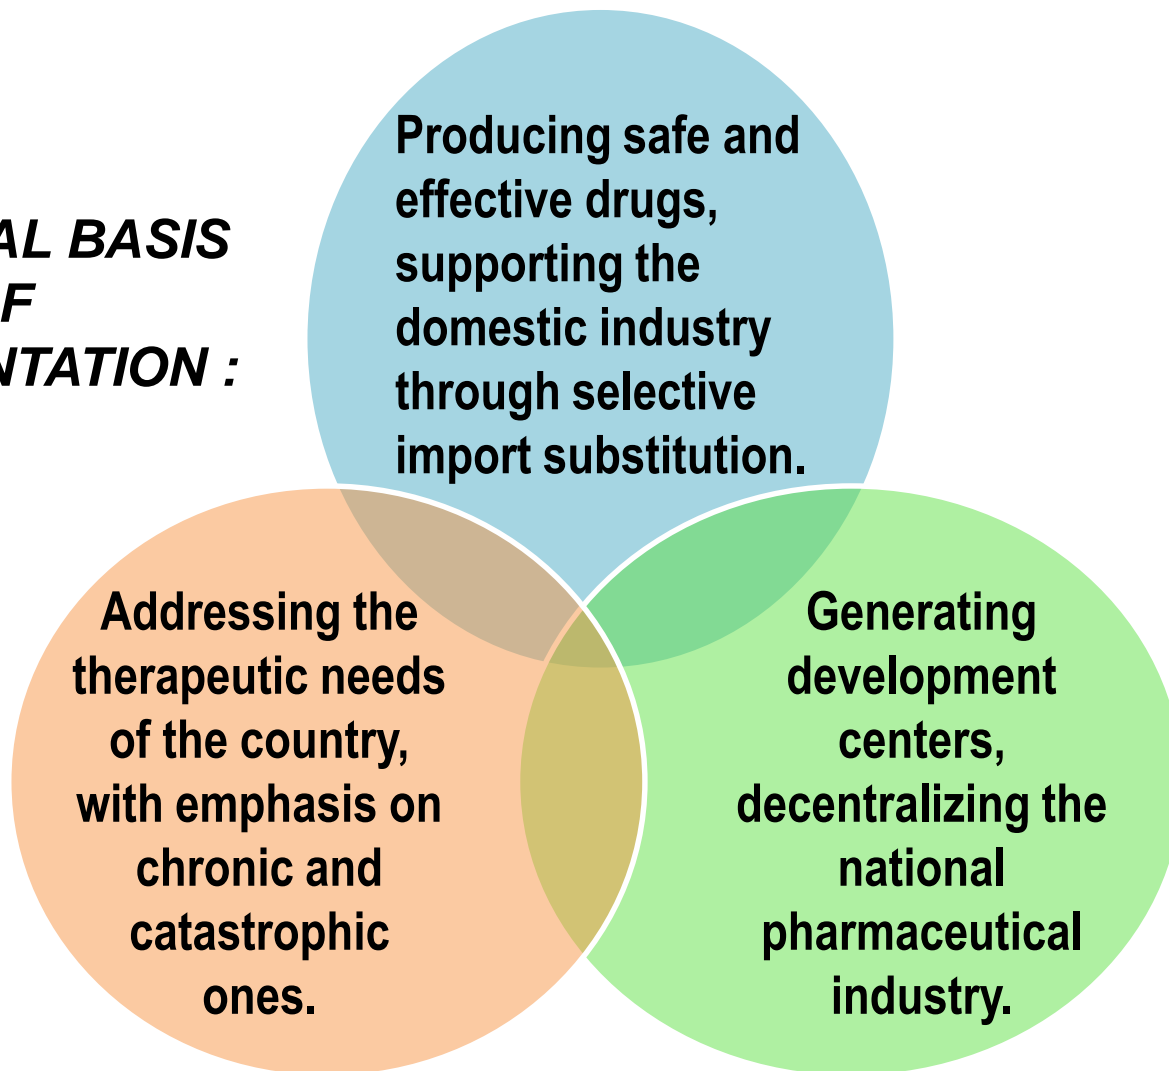 AL BASIS
F
NTATION :
Producing safe and
effective drugs,
supporting the
domestic industry
through selective
import substitution.
Addressing the
therapeutic needs
of the country,
with emphasis on
chronic and
catastrophic
ones.
Generating
development
centers,
decentralizing the
national
pharmaceutical
industry.